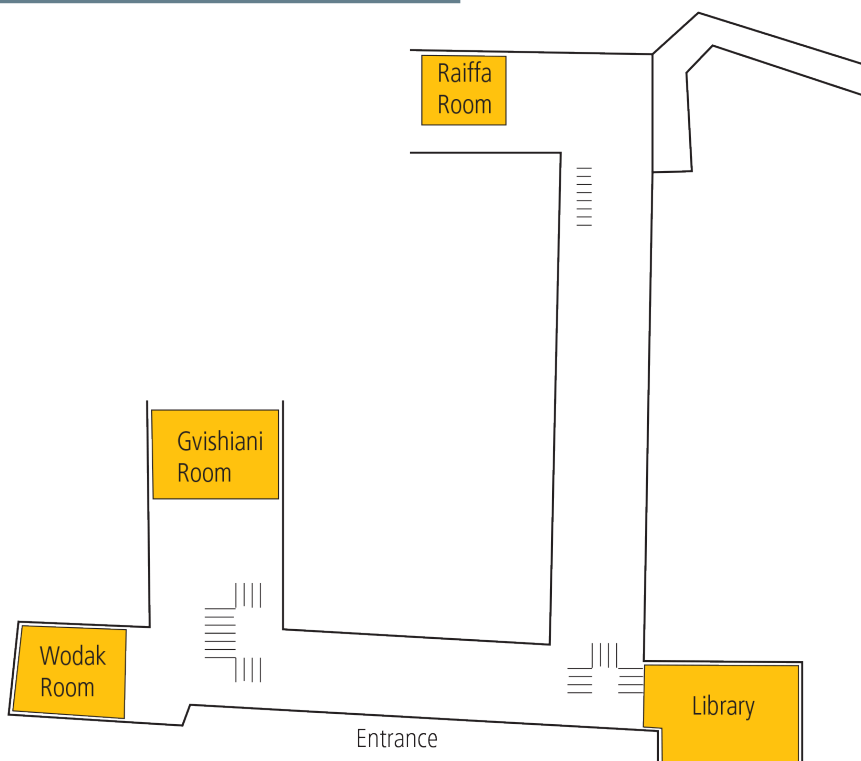 Raiffa
Room
Gvishiani
Room
Wodak
Room
Library
Entrance